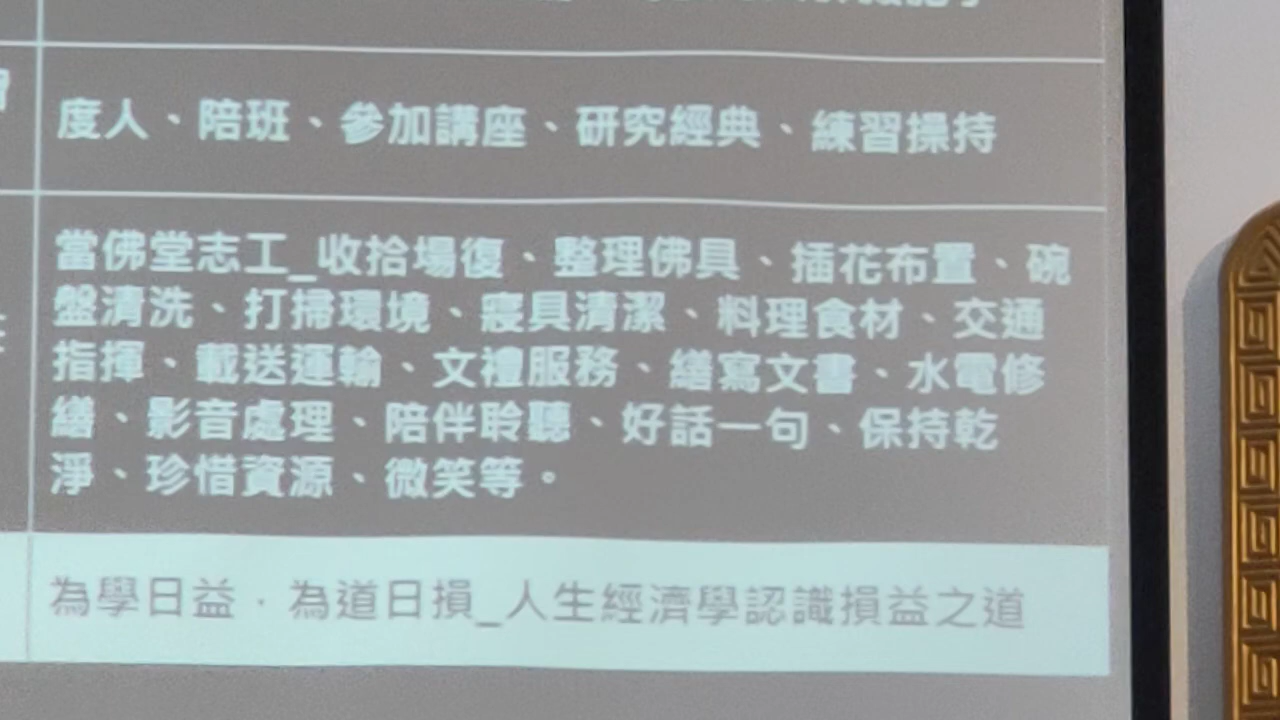 度人、陪班、參加講座、研究經典、練習操持
當佛堂志工_收拾場復、整理佛具、插花布置、碗
盤清洗、打掃環境、寢具清潔、料理食材、交通
指揮、載送運輸、文禮服務、繕寫文書、水電修
繕、影音處理、陪伴聆聽、好話一句、保持乾
淨、珍惜資源、微笑等。
為學日益．為道日損_人生經濟學認識損益之道